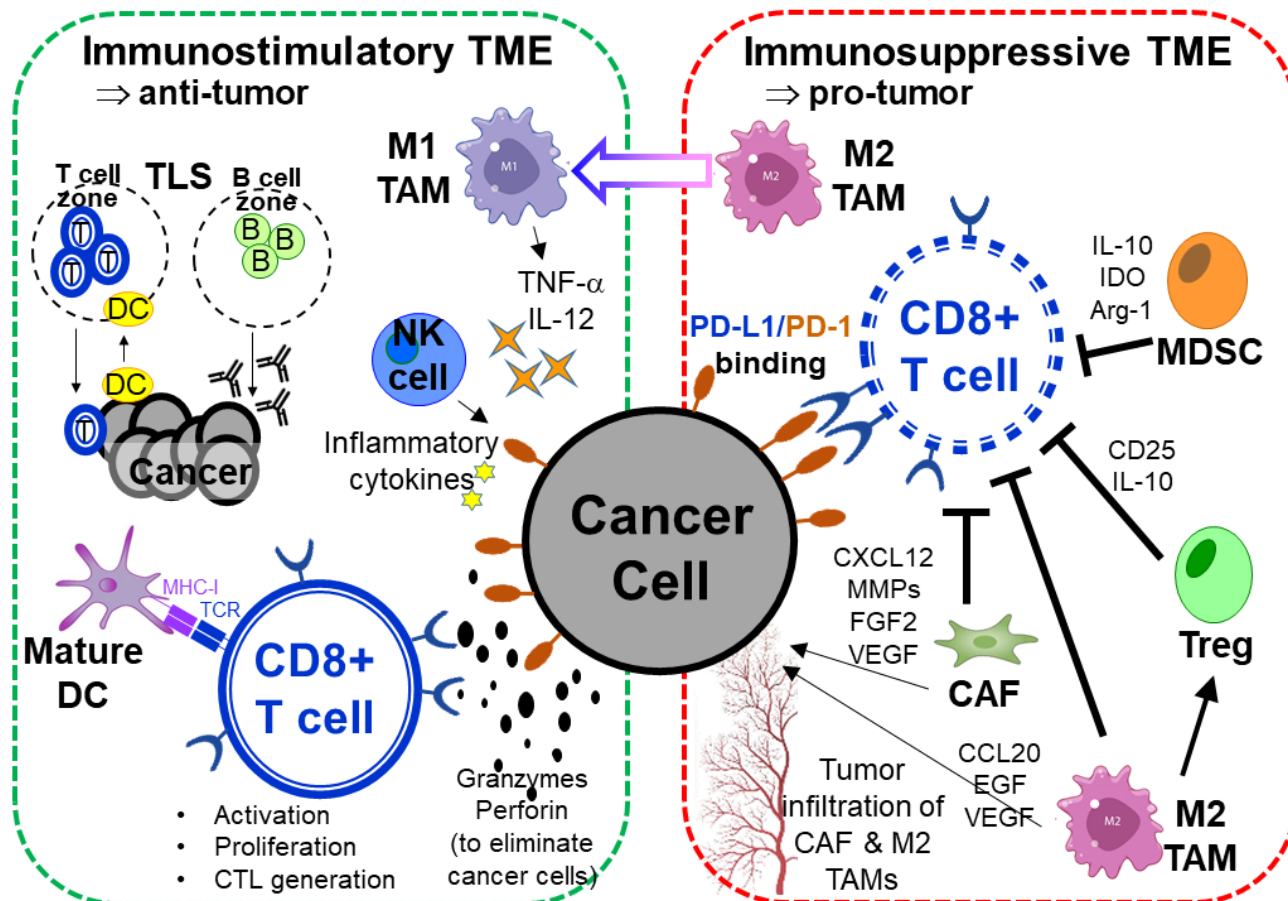 Immunostimulatory TME
⇒ anti-tumor
T cell
zone
TLS
B cell
zone
T
T
T
B
B
B
DC
DC
T
Cancer
M1
TAM
M1
TNF-α
IL-12
NK
cell
Inflammatory
cytokines
Mature
DC
MHC-I
TCR
CD8+
T cell
• Activation
• Proliferation
• CTL generation
Granzymes
Perforin
(to eliminate
cancer cells)
Cancer
Cell
Immunosuppressive TME
⇒ pro-tumor
M2
M2
TAM
PD-L1/PD-1
binding
CD8+
T cell
IL-10
IDO
Arg-1
MDSC
CD25
IL-10
Treg
CXCL12
MMPs
FGF2
VEGF
CAF
CCL20
EGF
VEGF
Tumor
infiltration of
CAF & M2
TAMs
M2
M2
TAM